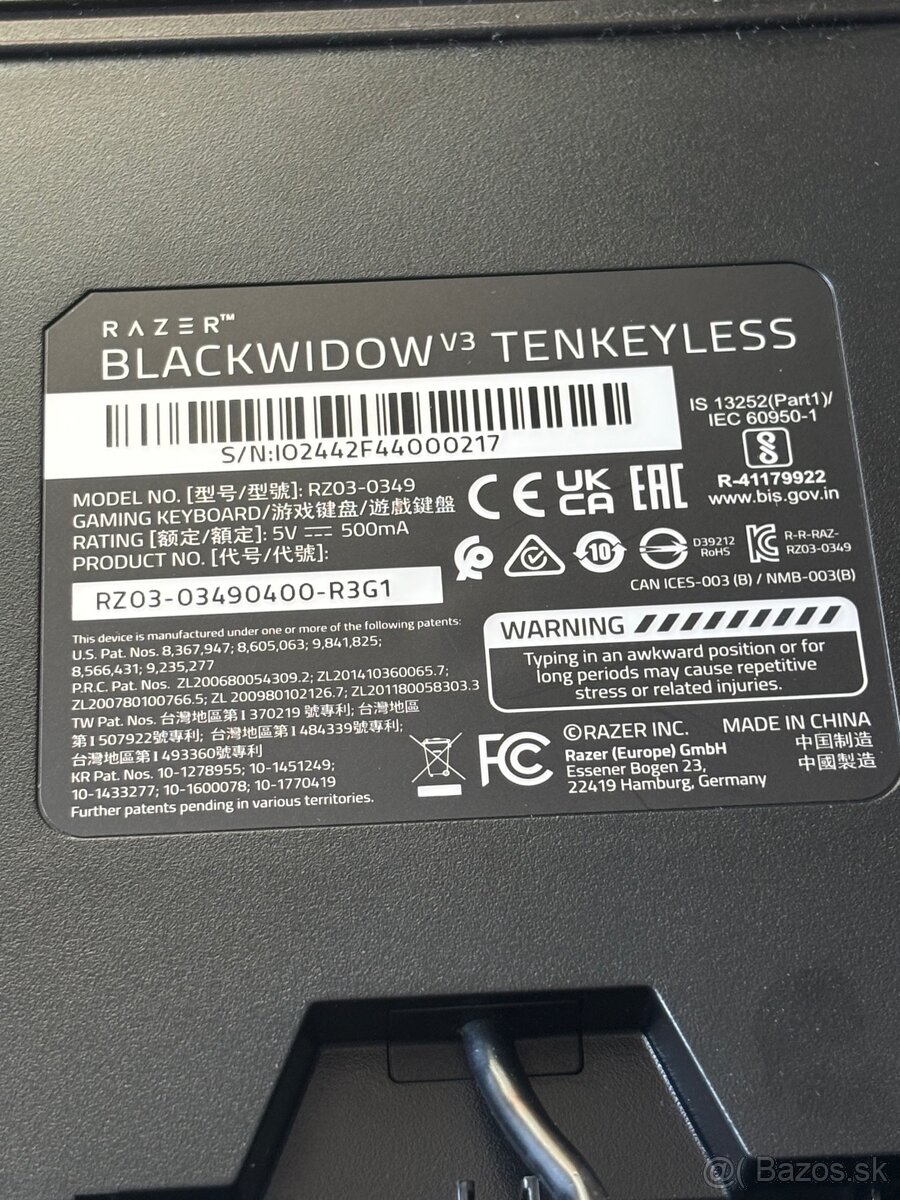 RAZER™
BLACKWIDOW V3 TENKEYLESS
S/N:IO2442F44000217
IS 13252(Part1)/
IEC 60950-1
R-41179922
www.bis.gov.in
MODEL NO. [型号/型號]: RZ03-0349
GAMING KEYBOARD/游戏键盘/遊戲鍵盤
RATING [额定/額定]: 5V ⎓ 500mA
PRODUCT NO. [代号/代號]:
RZ03-03490400-R3G1
CE UKCA EAC
10
D39212
RoHS
R-R-RAZ-
RZ03-0349
CAN ICES-003 (B) / NMB-003(B)
This device is manufactured under one or more of the following patents:
U.S. Pat. Nos. 8,367,947; 8,605,063; 9,841,825;
8,566,431; 9,235,277
P.R.C. Pat. Nos. ZL200680054309.2; ZL201410360065.7;
ZL200780100766.5; ZL 200980102126.7; ZL201180058303.3
TW Pat. Nos. 台灣地區第 I 370219 號專利; 台灣地區
第 I 507922號專利; 台灣地區第 I 484339號專利;
台灣地區第 I 493360號專利
KR Pat. Nos. 10-1278955; 10-1451249;
10-1433277; 10-1600078; 10-1770419
Further patents pending in various territories.
WARNING
Typing in an awkward position or for
long periods may cause repetitive
stress or related injuries.
FC
©RAZER INC.
Razer (Europe) GmbH
Essener Bogen 23,
22419 Hamburg, Germany
MADE IN CHINA
中国制造
中國製造
@( Bazos.sk